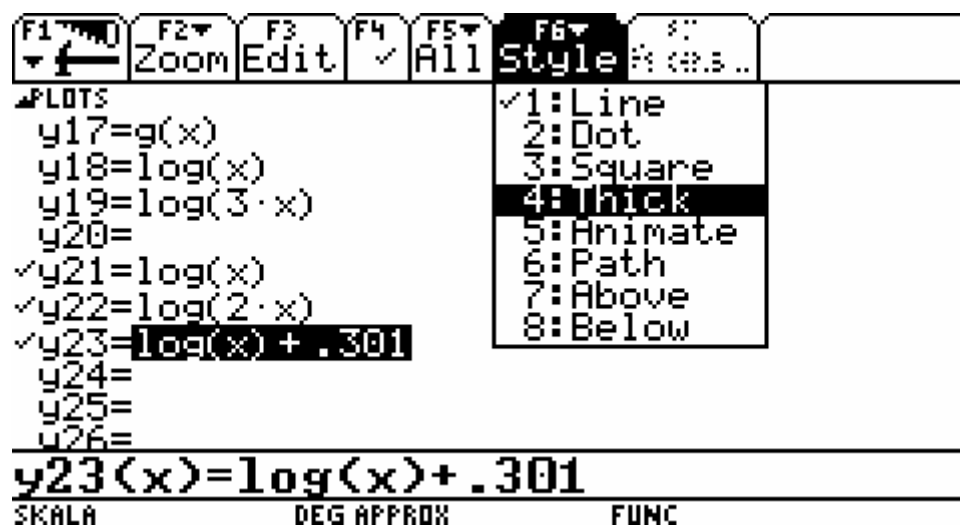 F1 F2 F3 F4 F5 F6
Zoom Edit ✓ All Style
PLOTS
y17=g(x)
y18=log(x)
y19=log(3·x)
y20=
✓y21=log(x)
✓y22=log(2·x)
✓y23=log(x)+.301
y24=
y25=
y26=
✓1:Line
2:Dot
3:Square
4:Thick
5:Animate
6:Path
7:Above
8:Below
y23(x)=log(x)+.301
SKALA DEG APPROX FUNC